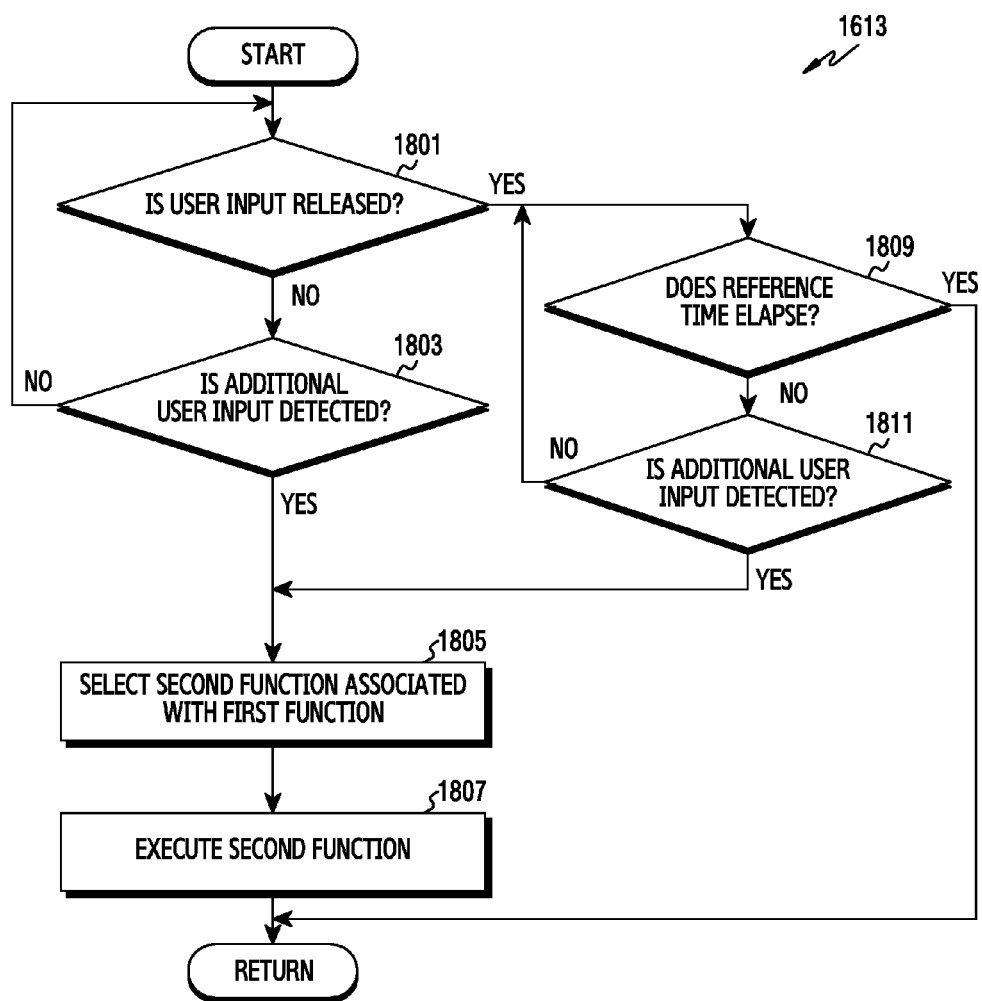 1613
START
1801
IS USER INPUT RELEASED?
YES
NO
1809
DOES REFERENCE
TIME ELAPSE?
YES
NO
1803
IS ADDITIONAL
USER INPUT DETECTED?
NO
YES
1811
IS ADDITIONAL USER
INPUT DETECTED?
NO
YES
1805
SELECT SECOND FUNCTION ASSOCIATED
WITH FIRST FUNCTION
1807
EXECUTE SECOND FUNCTION
RETURN